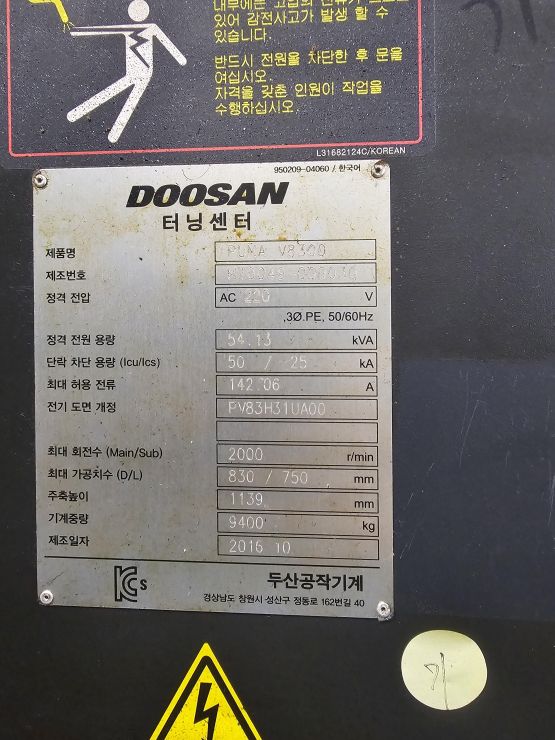 내부에는 고압의 전류가 흐르고
있어 감전사고가 발생 할 수
있습니다.
반드시 전원을 차단한 후 문을
여십시오.
자격을 갖춘 인원이 작업을
수행하십시오.
L31682124C/KOREAN
950209-04060 / 한국어
DOOSAN
터닝센터
제품명 PUMA V8300
제조번호
정격 전압 AC 220 V
,3Ø.PE, 50/60Hz
정격 전원 용량 54.13 kVA
단락 차단 용량 (Icu/Ics) 50 / 25 kA
최대 허용 전류 142.06 A
전기 도면 개정 PV83H31UA00
최대 회전수 (Main/Sub) 2000 r/min
최대 가공치수 (D/L) 830 / 750 mm
주축높이 1139 mm
기계중량 9400 kg
제조일자 2016 10
KCs
두산공작기계
경상남도 창원시 성산구 정동로 162번길 40